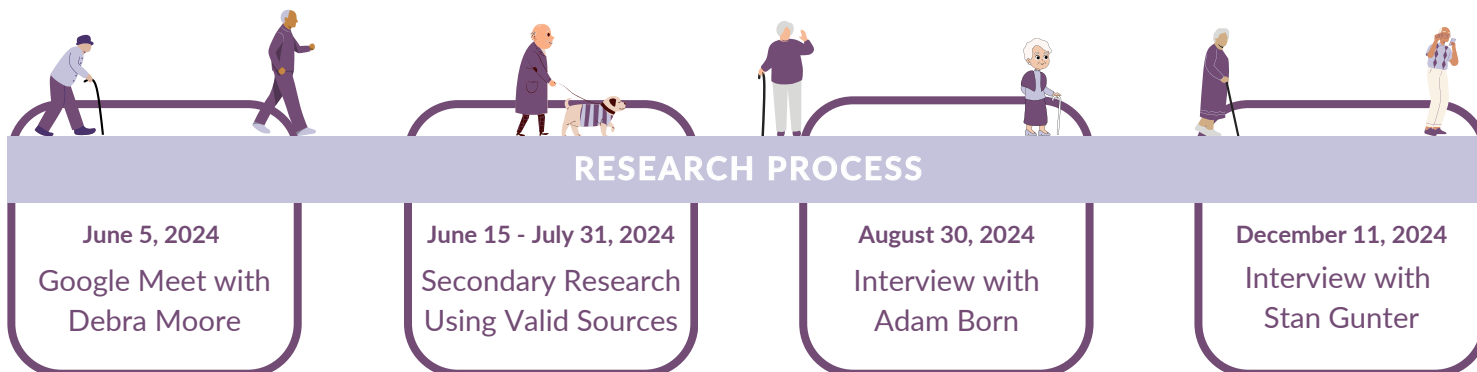 RESEARCH PROCESS
June 5, 2024
Google Meet with
Debra Moore
June 15 - July 31, 2024
Secondary Research
Using Valid Sources
August 30, 2024
Interview with
Adam Born
December 11, 2024
Interview with
Stan Gunter